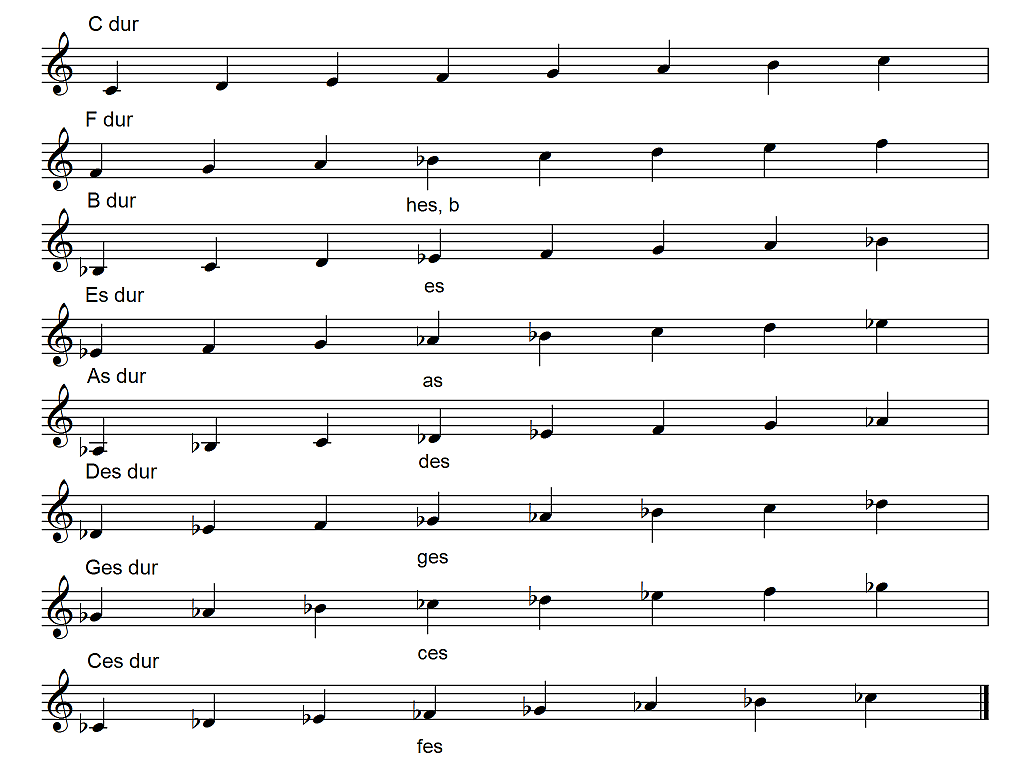 C dur
F dur
hes, b
B dur
es
Es dur
as
As dur
des
Des dur
ges
Ges dur
ces
Ces dur
fes